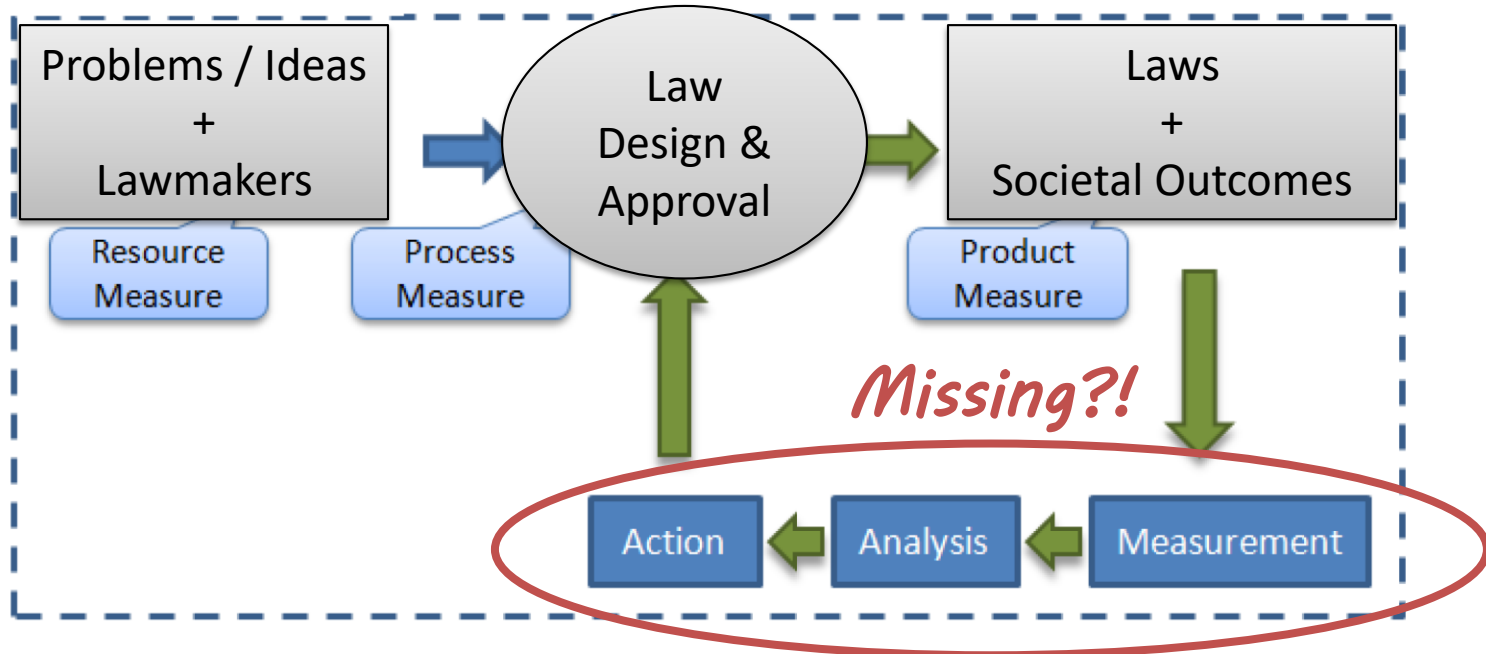 Problems / Ideas
+
Lawmakers
Law
Design &
Approval
Laws
+
Societal Outcomes
Resource
Measure
Process
Measure
Product
Measure
Missing?!
Action
Analysis
Measurement